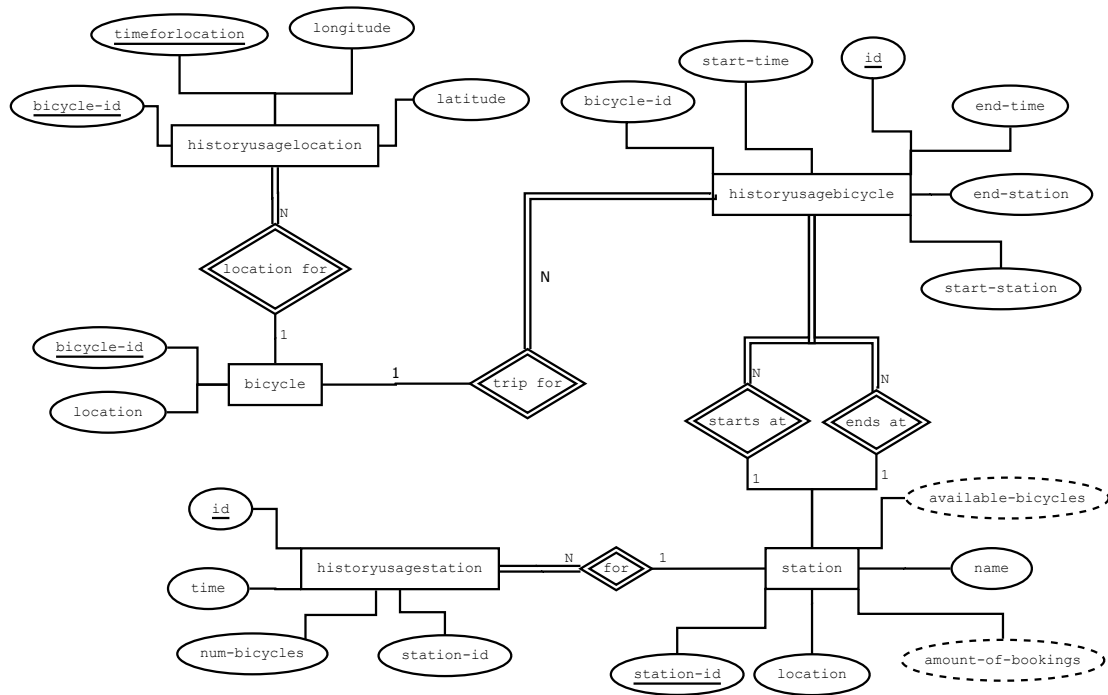 timeforlocation
longitude
bicycle-id
latitude
historyusagelocation
N
location for
1
bicycle-id
location
bicycle
1
trip for
N
start-time
id
bicycle-id
end-time
historyusagebicycle
end-station
start-station
N
N
starts at
ends at
1
1
available-bicycles
id
historyusagestation
N
for
1
station
name
time
num-bicycles
station-id
station-id
location
amount-of-bookings